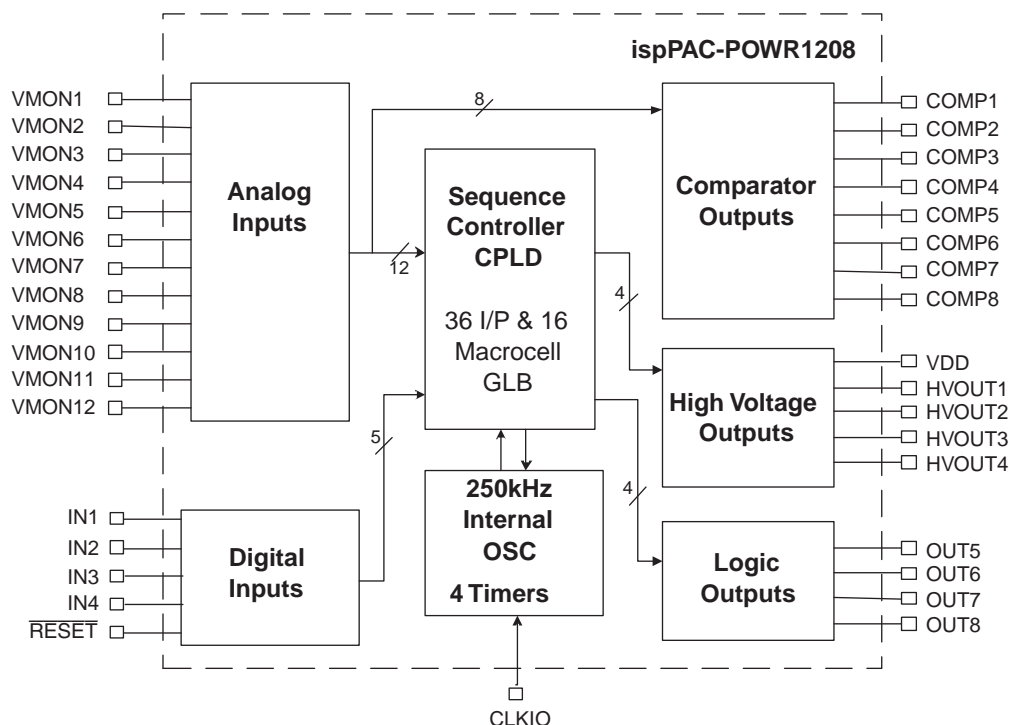 ispPAC-POWR1208
VMON1
VMON2
VMON3
VMON4
VMON5
VMON6
VMON7
VMON8
VMON9
VMON10
VMON11
VMON12
Analog
Inputs
8
12
Sequence
Controller
CPLD
36 I/P & 16
Macrocell
GLB
Comparator
Outputs
COMP1
COMP2
COMP3
COMP4
COMP5
COMP6
COMP7
COMP8
4
High Voltage
Outputs
VDD
HVOUT1
HVOUT2
HVOUT3
HVOUT4
5
IN1
IN2
IN3
IN4
RESET
Digital
Inputs
250kHz
Internal
OSC
4 Timers
4
Logic
Outputs
OUT5
OUT6
OUT7
OUT8
CLKIO